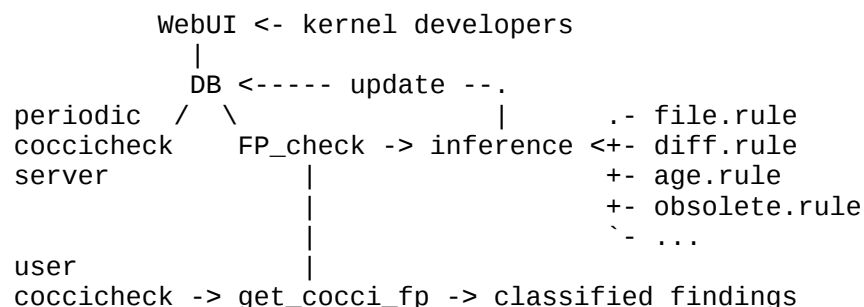 WebUI <- kernel developers
           |
            DB <----- update --.
periodic  /  \                 |      .- file.rule
coccicheck    FP_check -> inference <+- diff.rule
server            |                   +- age.rule
                  |                   +- obsolete.rule
                  |                   `- ...
user              |
coccicheck -> get_cocci_fp -> classified findings